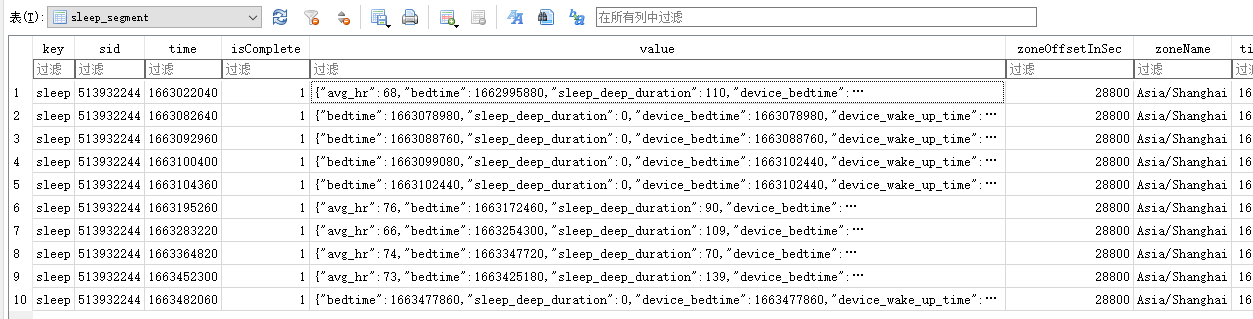 表(T): sleep_segment 在所有列中过滤
key sid time isComplete value zoneOffsetInSec zoneName ti
过滤 过滤 过滤 过滤 过滤 过滤 过滤 过
1 sleep 513932244 1663022040 1 {"avg_hr":68,"bedtime":1662995880,"sleep_deep_duration":110,"device_bedtime":… 28800 Asia/Shanghai 16
2 sleep 513932244 1663082640 1 {"bedtime":1663078980,"sleep_deep_duration":0,"device_bedtime":1663078980,"device_wake_up_time":… 28800 Asia/Shanghai 16
3 sleep 513932244 1663092960 1 {"bedtime":1663088760,"sleep_deep_duration":0,"device_bedtime":1663088760,"device_wake_up_time":… 28800 Asia/Shanghai 16
4 sleep 513932244 1663100400 1 {"bedtime":1663099080,"sleep_deep_duration":0,"device_bedtime":1663102440,"device_wake_up_time":… 28800 Asia/Shanghai 16
5 sleep 513932244 1663104360 1 {"bedtime":1663102440,"sleep_deep_duration":0,"device_bedtime":1663102440,"device_wake_up_time":… 28800 Asia/Shanghai 16
6 sleep 513932244 1663195260 1 {"avg_hr":76,"bedtime":1663172460,"sleep_deep_duration":90,"device_bedtime":… 28800 Asia/Shanghai 16
7 sleep 513932244 1663283220 1 {"avg_hr":66,"bedtime":1663254300,"sleep_deep_duration":109,"device_bedtime":… 28800 Asia/Shanghai 16
8 sleep 513932244 1663364820 1 {"avg_hr":74,"bedtime":1663347720,"sleep_deep_duration":70,"device_bedtime":… 28800 Asia/Shanghai 16
9 sleep 513932244 1663452300 1 {"avg_hr":73,"bedtime":1663425180,"sleep_deep_duration":139,"device_bedtime":… 28800 Asia/Shanghai 16
10 sleep 513932244 1663482060 1 {"bedtime":1663477860,"sleep_deep_duration":0,"device_bedtime":1663477860,"device_wake_up_time":… 28800 Asia/Shanghai 16